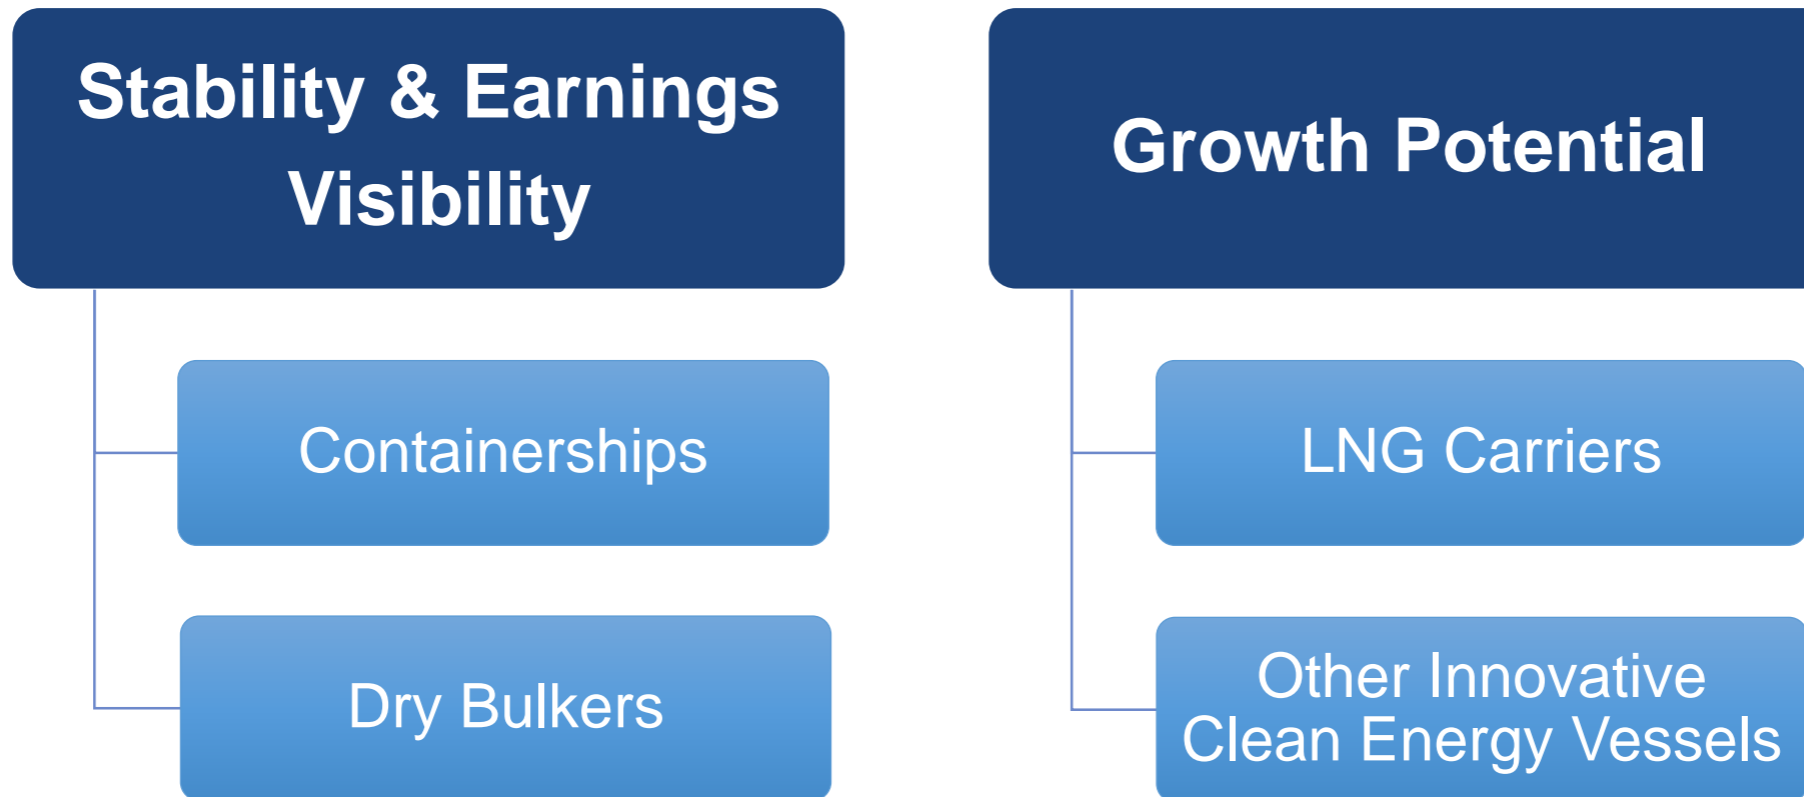 Stability & Earnings
Visibility
Containerships
Dry Bulkers
Growth Potential
LNG Carriers
Other Innovative
Clean Energy Vessels